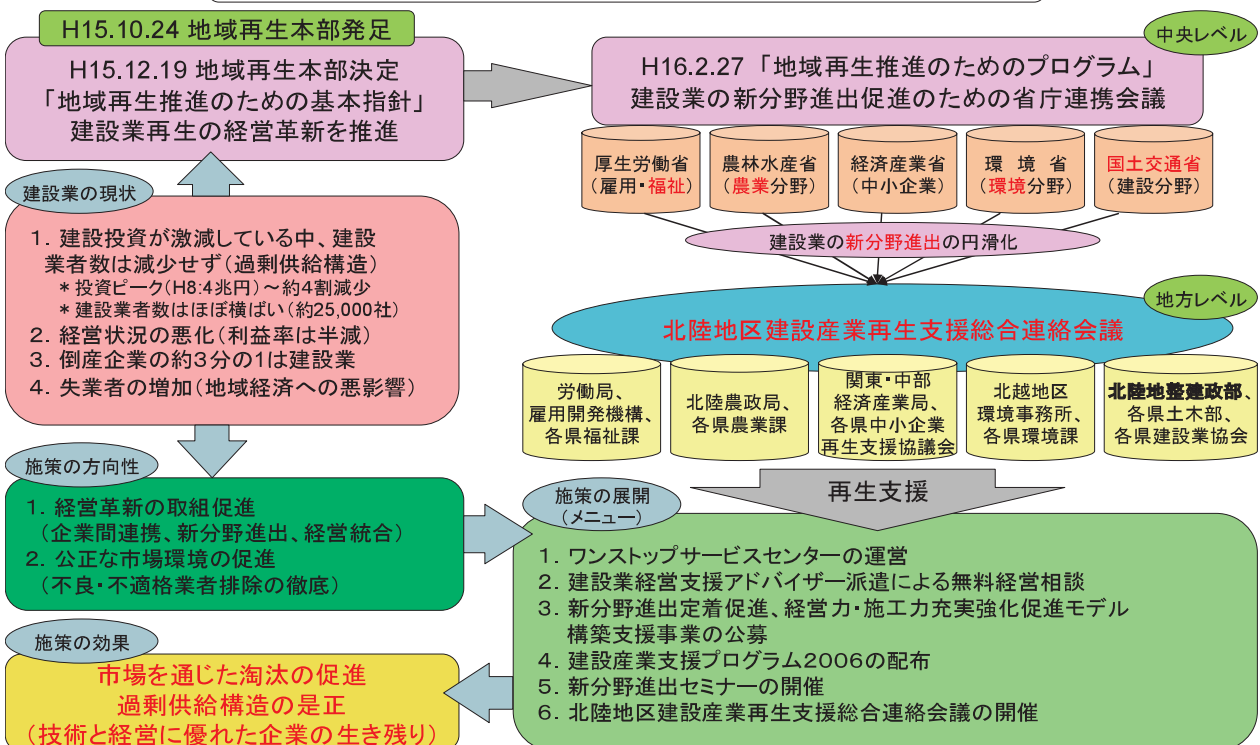 H15.10.24 地域再生本部発足
H15.12.19 地域再生本部決定
「地域再生推進のための基本指針」
建設業再生の経営革新を推進
中央レベル
H16.2.27 「地域再生推進のためのプログラム」
建設業の新分野進出促進のための省庁連携会議
厚生労働省
(雇用・福祉)
農林水産省
(農業分野)
経済産業省
(中小企業)
環 境 省
(環境分野)
国土交通省
(建設分野)
建設業の新分野進出の円滑化
建設業の現状
1. 建設投資が激減している中、建設
業者数は減少せず(過剰供給構造)
* 投資ピーク(H8:4兆円)～約4割減少
* 建設業者数はほぼ横ばい(約25,000社)
2. 経営状況の悪化(利益率は半減)
3. 倒産企業の約3分の1は建設業
4. 失業者の増加(地域経済への悪影響)
地方レベル
北陸地区建設産業再生支援総合連絡会議
労働局、
雇用開発機構、
各県福祉課
北陸農政局、
各県農業課
関東・中部
経済産業局、
各県中小企業
再生支援協議会
北越地区
環境事務所、
各県環境課
北陸地整建政部、
各県土木部、
各県建設業協会
再生支援
施策の方向性
1. 経営革新の取組促進
(企業間連携、新分野進出、経営統合)
2. 公正な市場環境の促進
(不良・不適格業者排除の徹底)
施策の展開
(メニュー)
1. ワンストップサービスセンターの運営
2. 建設業経営支援アドバイザー派遣による無料経営相談
3. 新分野進出定着促進、経営力・施工力充実強化促進モデル
構築支援事業の公募
4. 建設産業支援プログラム2006の配布
5. 新分野進出セミナーの開催
6. 北陸地区建設産業再生支援総合連絡会議の開催
施策の効果
市場を通じた淘汰の促進
過剰供給構造の是正
(技術と経営に優れた企業の生き残り)